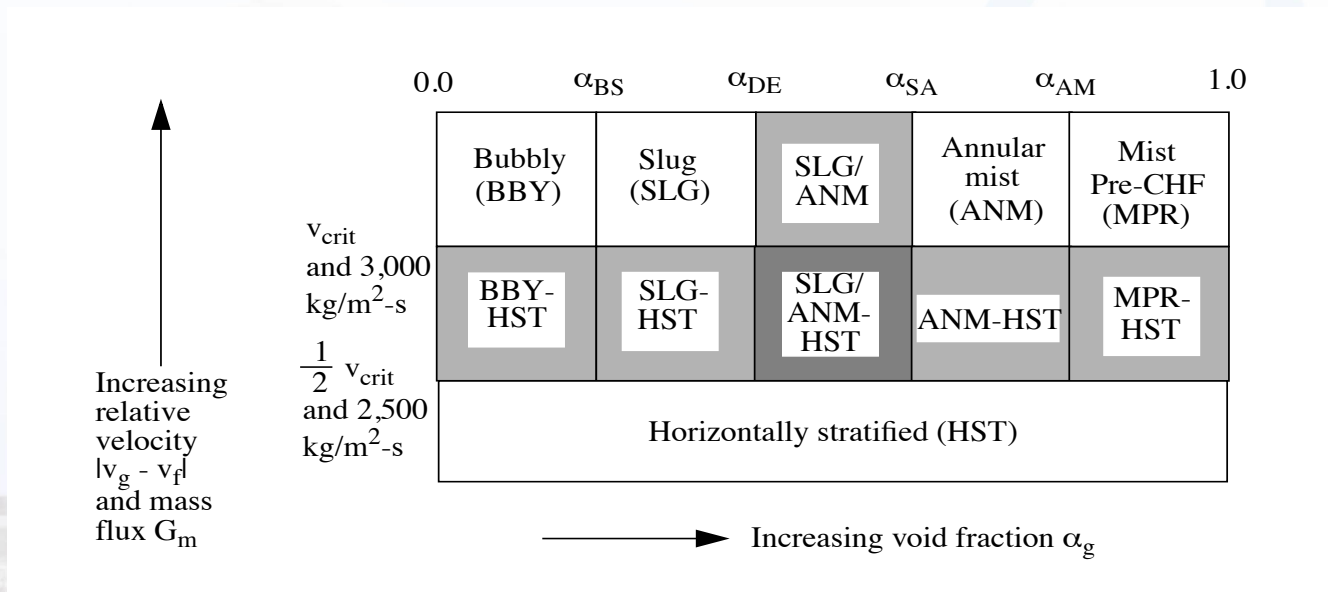 0.0 α_BS α_DE α_SA α_AM 1.0
Bubbly
(BBY)
Slug
(SLG)
SLG/
ANM
Annular
mist
(ANM)
Mist
Pre-CHF
(MPR)
v_crit
and 3,000
kg/m²-s
BBY-
HST
SLG-
HST
SLG/
ANM-
HST
ANM-HST
MPR-
HST
1/2 v_crit
and 2,500
kg/m²-s
Horizontally stratified (HST)
Increasing
relative
velocity
|v_g - v_f|
and mass
flux G_m
Increasing void fraction α_g